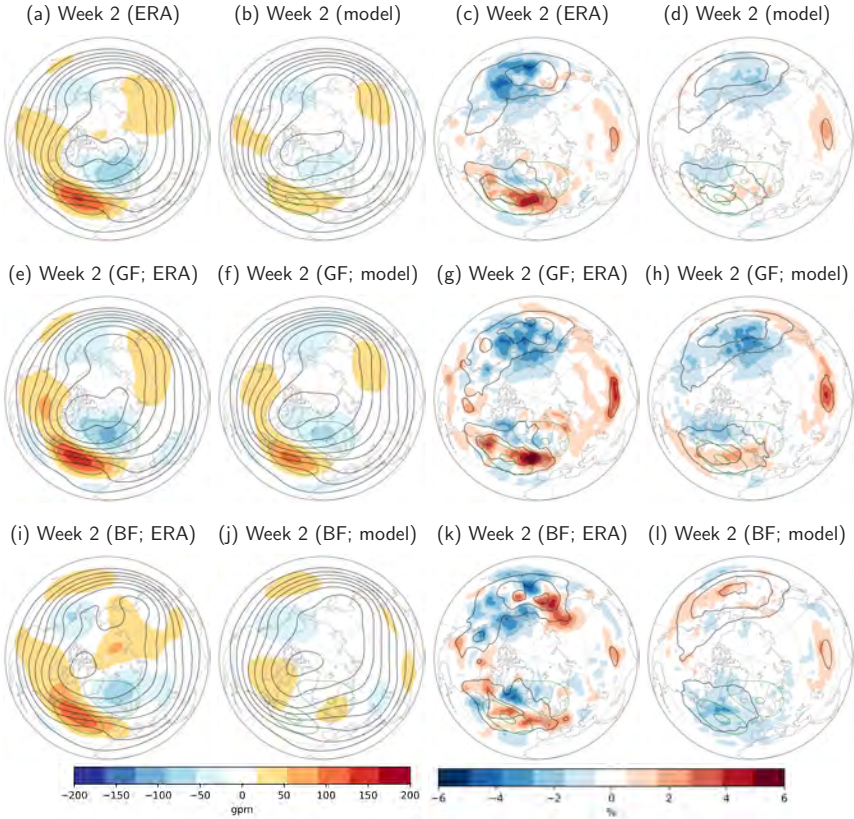 (a) Week 2 (ERA) (b) Week 2 (model) (c) Week 2 (ERA) (d) Week 2 (model)
(e) Week 2 (GF; ERA) (f) Week 2 (GF; model) (g) Week 2 (GF; ERA) (h) Week 2 (GF; model)
(i) Week 2 (BF; ERA) (j) Week 2 (BF; model) (k) Week 2 (BF; ERA) (l) Week 2 (BF; model)
−200 −150 −100 −50 0 50 100 150 200
gpm
−6 −4 −2 0 2 4 6
%